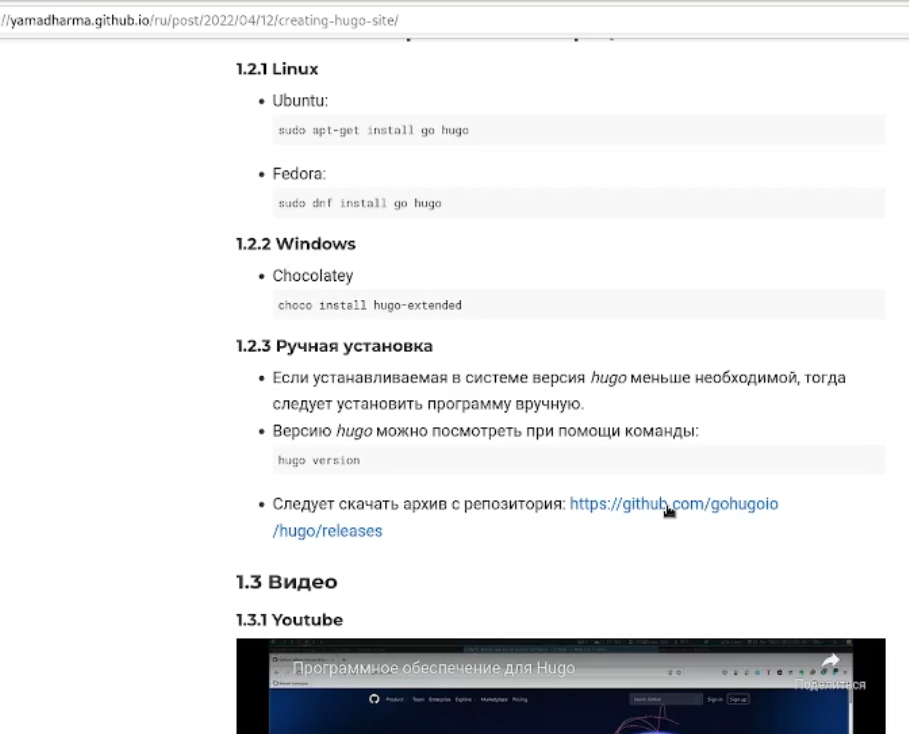 //yamadharma.github.io/ru/post/2022/04/12/creating-hugo-site/
1.2.1 Linux
• Ubuntu:
sudo apt-get install go hugo
• Fedora:
sudo dnf install go hugo
1.2.2 Windows
• Chocolatey
choco install hugo-extended
1.2.3 Ручная установка
• Если устанавливаемая в системе версия hugo меньше необходимой, тогда
следует установить программу вручную.
• Версию hugo можно посмотреть при помощи команды:
hugo version
• Следует скачать архив с репозитория: https://github.com/gohugoio
/hugo/releases
1.3 Видео
1.3.1 Youtube
Программное обеспечение для Hugo
Поделиться
Product Team Enterprise Explore Marketplace Pricing
Search GitHub Sign in Sign up